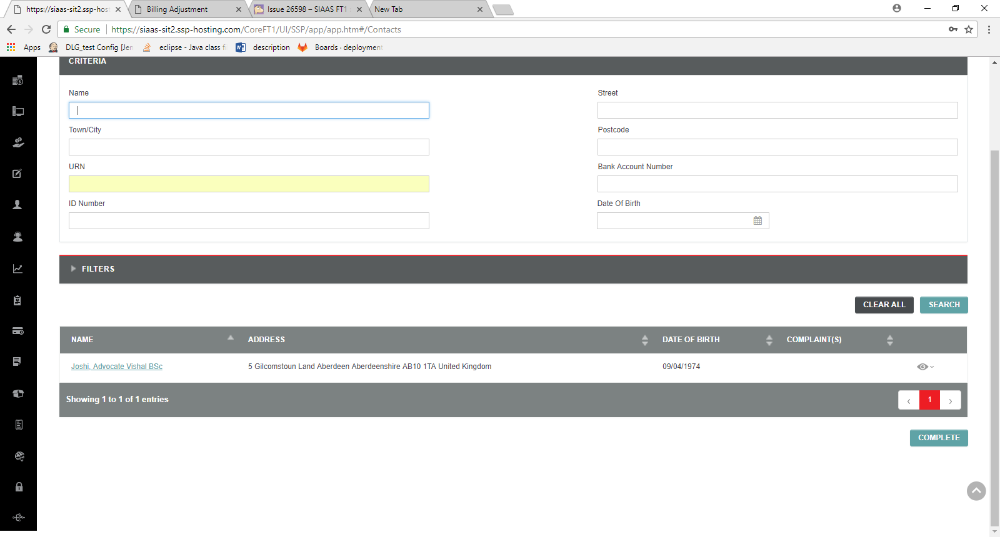 https://siaas-sit2.ssp-host
Billing Adjustment
Issue 26598 – SIAAS FT1
New Tab
Secure
https://siaas-sit2.ssp-hosting.com/CoreFT1/UI/SSP/app/app.htm#/Contacts
Apps
DLG_test Config [Jen
eclipse - Java class fi
description
Boards · deployment
CRITERIA
Name
Street
Town/City
Postcode
URN
Bank Account Number
ID Number
Date Of Birth
FILTERS
CLEAR ALL
SEARCH
NAME
ADDRESS
DATE OF BIRTH
COMPLAINT(S)
Joshi, Advocate Vishal BSc
5 Gilcomstoun Land Aberdeen Aberdeenshire AB10 1TA United Kingdom
09/04/1974
Showing 1 to 1 of 1 entries
‹
1
›
COMPLETE